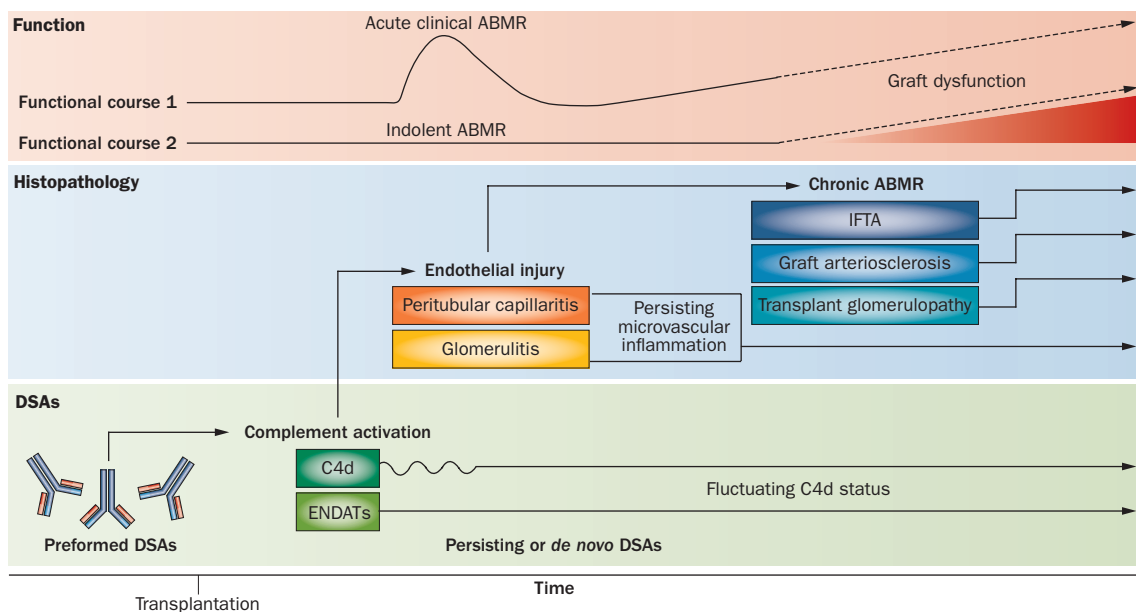 Function
Acute clinical ABMR
Graft dysfunction
Functional course 1
Indolent ABMR
Functional course 2
Histopathology
Chronic ABMR
IFTA
Graft arteriosclerosis
Transplant glomerulopathy
Endothelial injury
Peritubular capillaritis
Glomerulitis
Persisting
microvascular
inflammation
DSAs
Complement activation
C4d
Fluctuating C4d status
ENDATs
Preformed DSAs
Persisting or de novo DSAs
Time
Transplantation